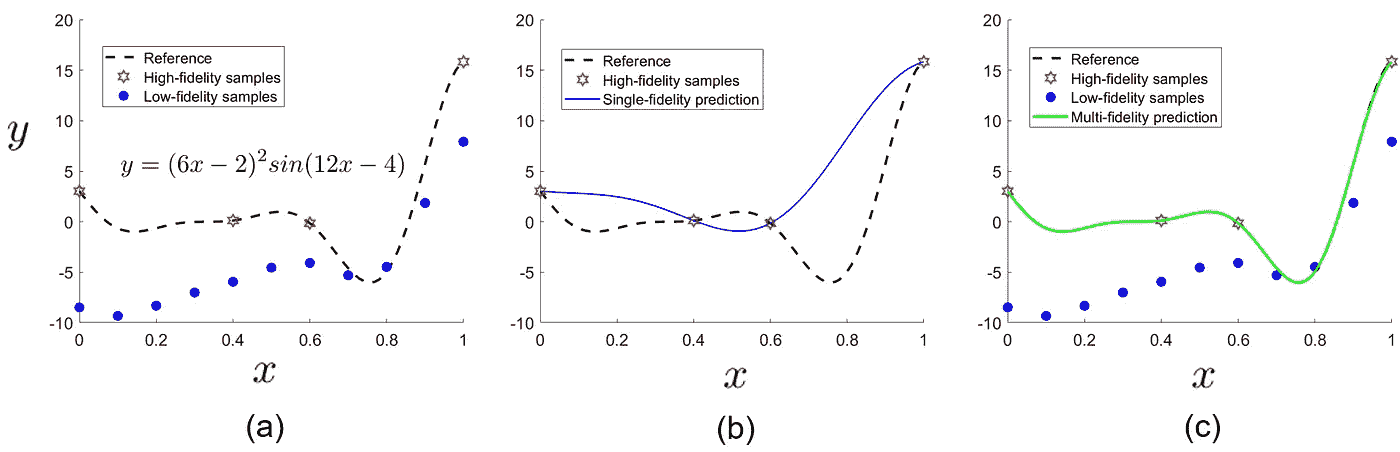 20
15
10
5
0
-5
-10
y
Reference
High-fidelity samples
Low-fidelity samples
y = (6x − 2)²sin(12x − 4)
0 0.2 0.4 0.6 0.8 1
x
(a)
20
15
10
5
0
-5
-10
Reference
High-fidelity samples
Single-fidelity prediction
0 0.2 0.4 0.6 0.8 1
x
(b)
20
15
10
5
0
-5
-10
Reference
High-fidelity samples
Low-fidelity samples
Multi-fidelity prediction
0 0.2 0.4 0.6 0.8 1
x
(c)